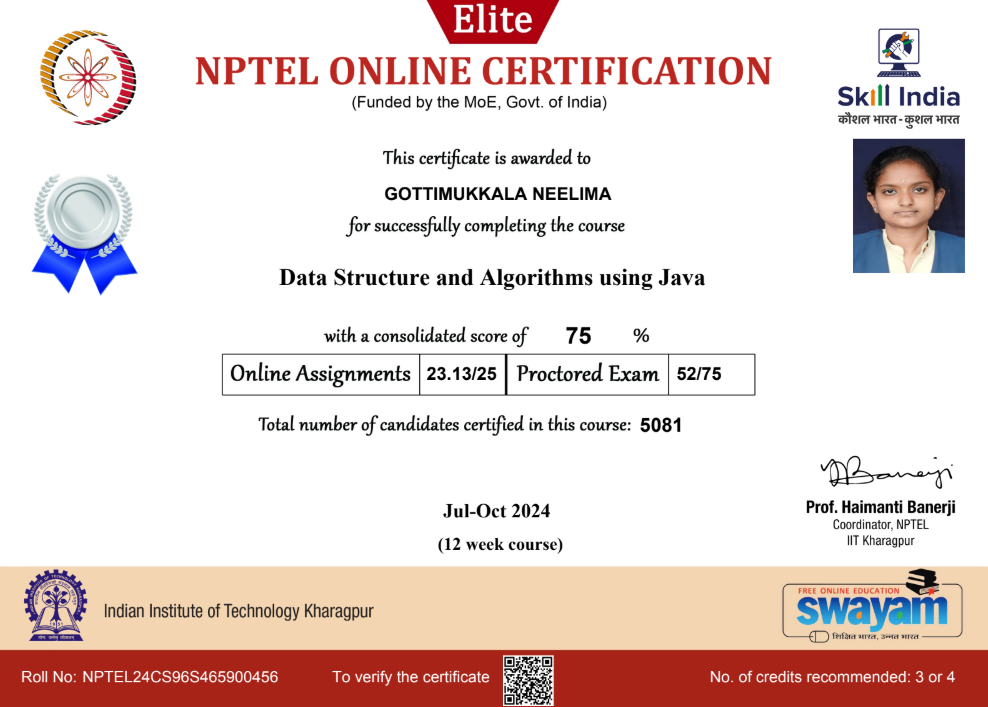 Elite
NPTEL ONLINE CERTIFICATION
(Funded by the MoE, Govt. of India)
Skill India
कौशल भारत - कुशल भारत
This certificate is awarded to
GOTTIMUKKALA NEELIMA
for successfully completing the course
Data Structure and Algorithms using Java
with a consolidated score of 75 %
Online Assignments 23.13/25 Proctored Exam 52/75
Total number of candidates certified in this course: 5081
Jul-Oct 2024
(12 week course)
Prof. Haimanti Banerji
Coordinator, NPTEL
IIT Kharagpur
Indian Institute of Technology Kharagpur
FREE ONLINE EDUCATION
swayam
शिक्षित भारत, उन्नत भारत
Roll No: NPTEL24CS96S465900456 To verify the certificate No. of credits recommended: 3 or 4